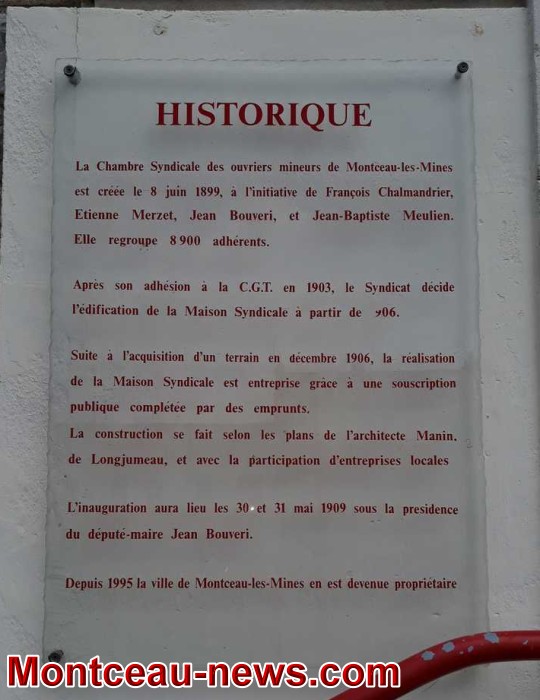 HISTORIQUE
La Chambre Syndicale des ouvriers mineurs de Montceau-les-Mines
est créée le 8 juin 1899, à l'initiative de François Chalmandrier,
Etienne Merzet, Jean Bouveri, et Jean-Baptiste Meulien.
Elle regroupe 8 900 adhérents.
Après son adhésion à la C.G.T. en 1903, le Syndicat décide
l'édification de la Maison Syndicale à partir de 906.
Suite à l'acquisition d'un terrain en décembre 1906, la réalisation
de la Maison Syndicale est entreprise grâce à une souscription
publique complétée par des emprunts.
La construction se fait selon les plans de l'architecte Manin,
de Longjumeau, et avec la participation d'entreprises locales
L'inauguration aura lieu les 30 et 31 mai 1909 sous la presidence
du député-maire Jean Bouveri.
Depuis 1995 la ville de Montceau-les-Mines en est devenue propriétaire
Montceau-news.com